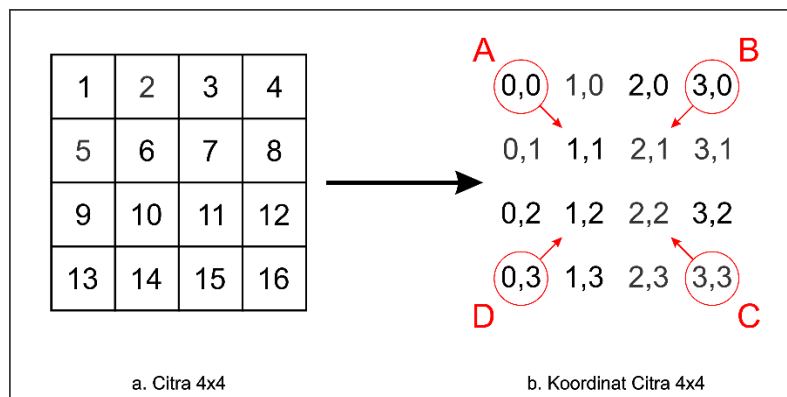 A B
1 2 3 4 0,0 1,0 2,0 3,0
5 6 7 8 0,1 1,1 2,1 3,1
9 10 11 12 0,2 1,2 2,2 3,2
13 14 15 16 0,3 1,3 2,3 3,3
D C
a. Citra 4x4 b. Koordinat Citra 4x4